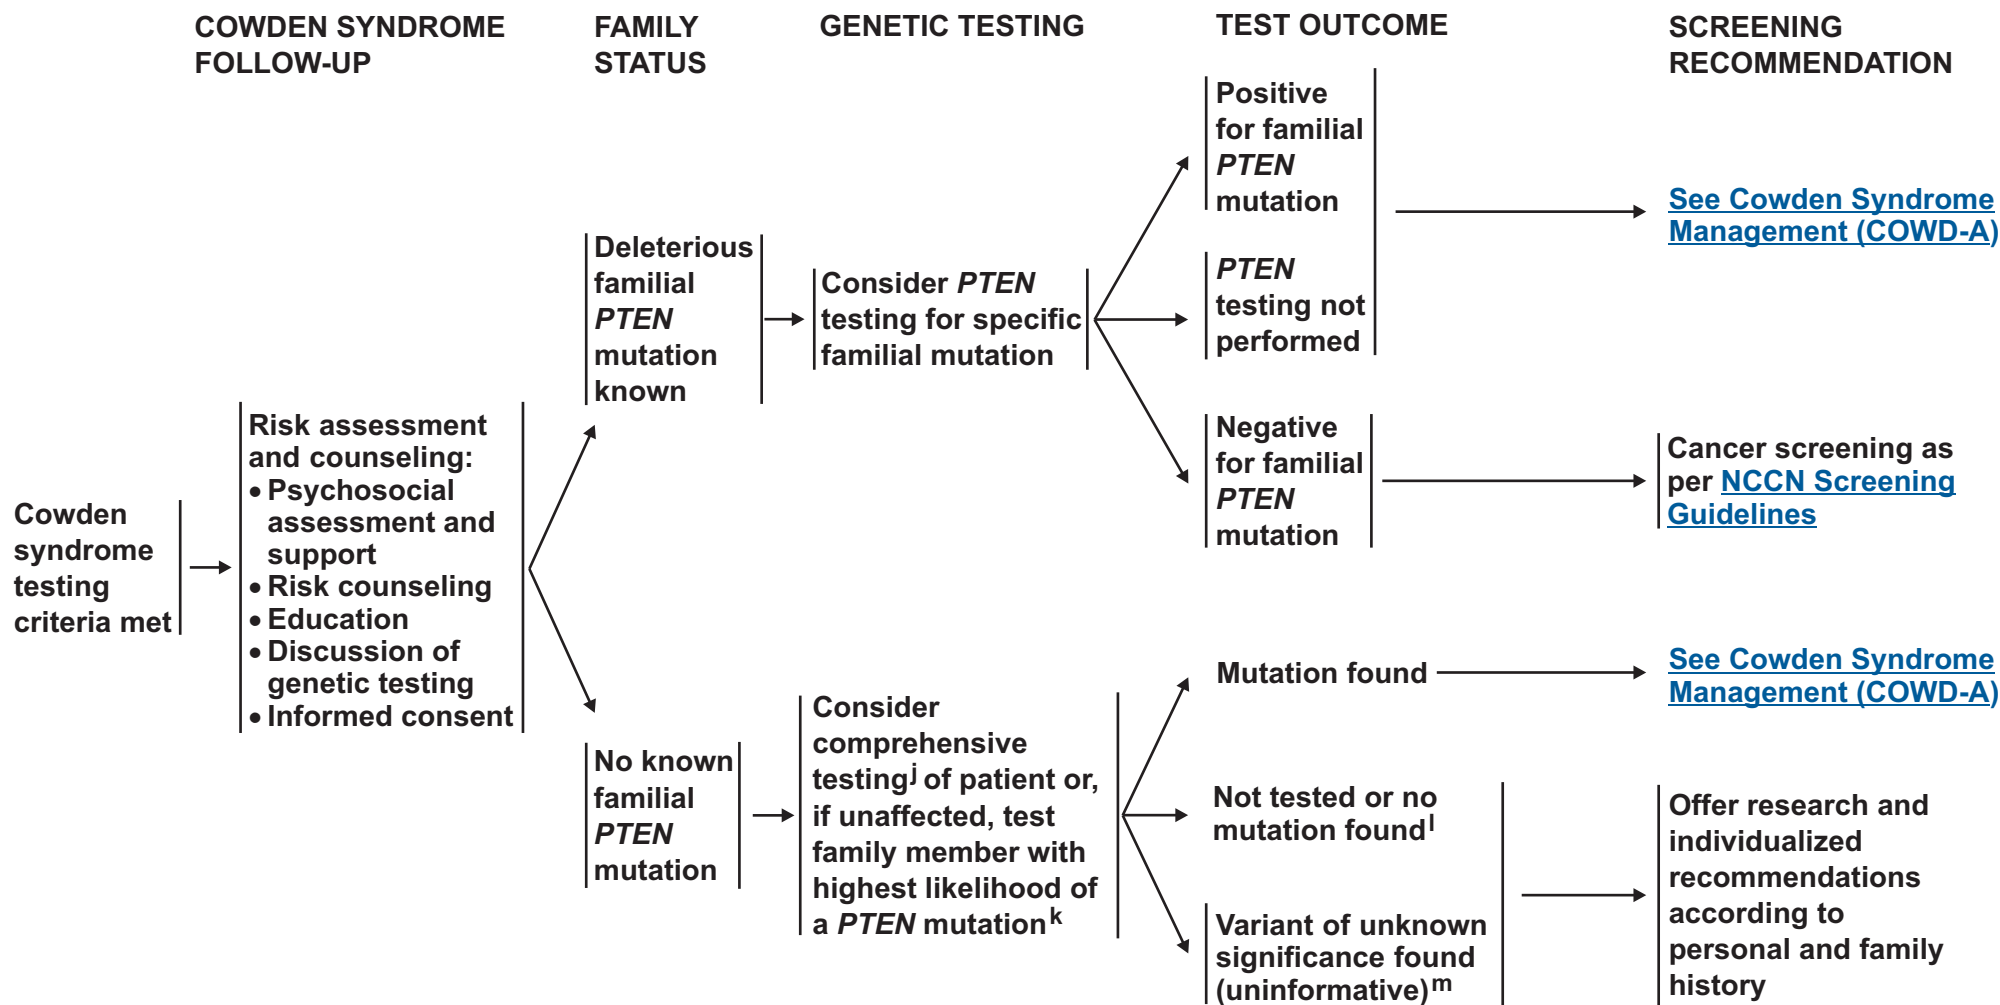 COWDEN SYNDROME
FOLLOW-UP
FAMILY
STATUS
GENETIC TESTING
TEST OUTCOME
SCREENING
RECOMMENDATION
Cowden
syndrome
testing
criteria met
Risk assessment
and counseling:
• Psychosocial
assessment and
support
• Risk counseling
• Education
• Discussion of
genetic testing
• Informed consent
Deleterious
familial
PTEN
mutation
known
Consider PTEN
testing for specific
familial mutation
Positive
for familial
PTEN
mutation
PTEN
testing not
performed
See Cowden Syndrome
Management (COWD-A)
Negative
for familial
PTEN
mutation
Cancer screening as
per NCCN Screening
Guidelines
No known
familial
PTEN
mutation
Consider
comprehensive
testingj of patient or,
if unaffected, test
family member with
highest likelihood of
a PTEN mutationk
Mutation found
See Cowden Syndrome
Management (COWD-A)
Not tested or no
mutation foundl
Variant of unknown
significance found
(uninformative)m
Offer research and
individualized
recommendations
according to
personal and family
history